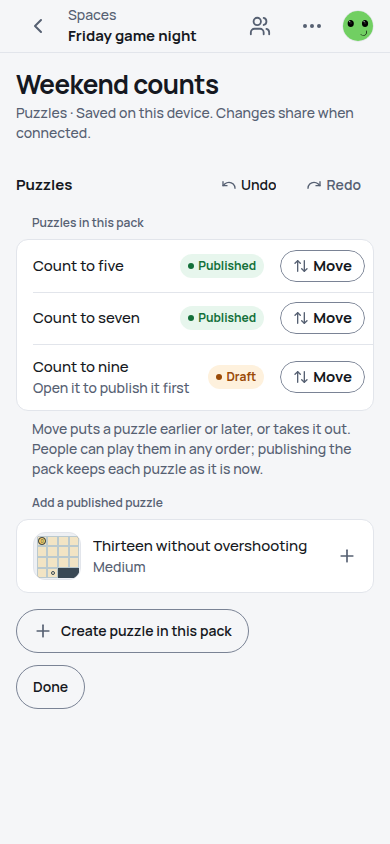 Spaces
Friday game night
Weekend counts
Puzzles · Saved on this device. Changes share when
connected.
Puzzles
Undo
Redo
Puzzles in this pack
Count to five
Published
Move
Count to seven
Published
Move
Count to nine
Open it to publish it first
Draft
Move
Move puts a puzzle earlier or later, or takes it out.
People can play them in any order; publishing the
pack keeps each puzzle as it is now.
Add a published puzzle
Thirteen without overshooting
Medium
Create puzzle in this pack
Done